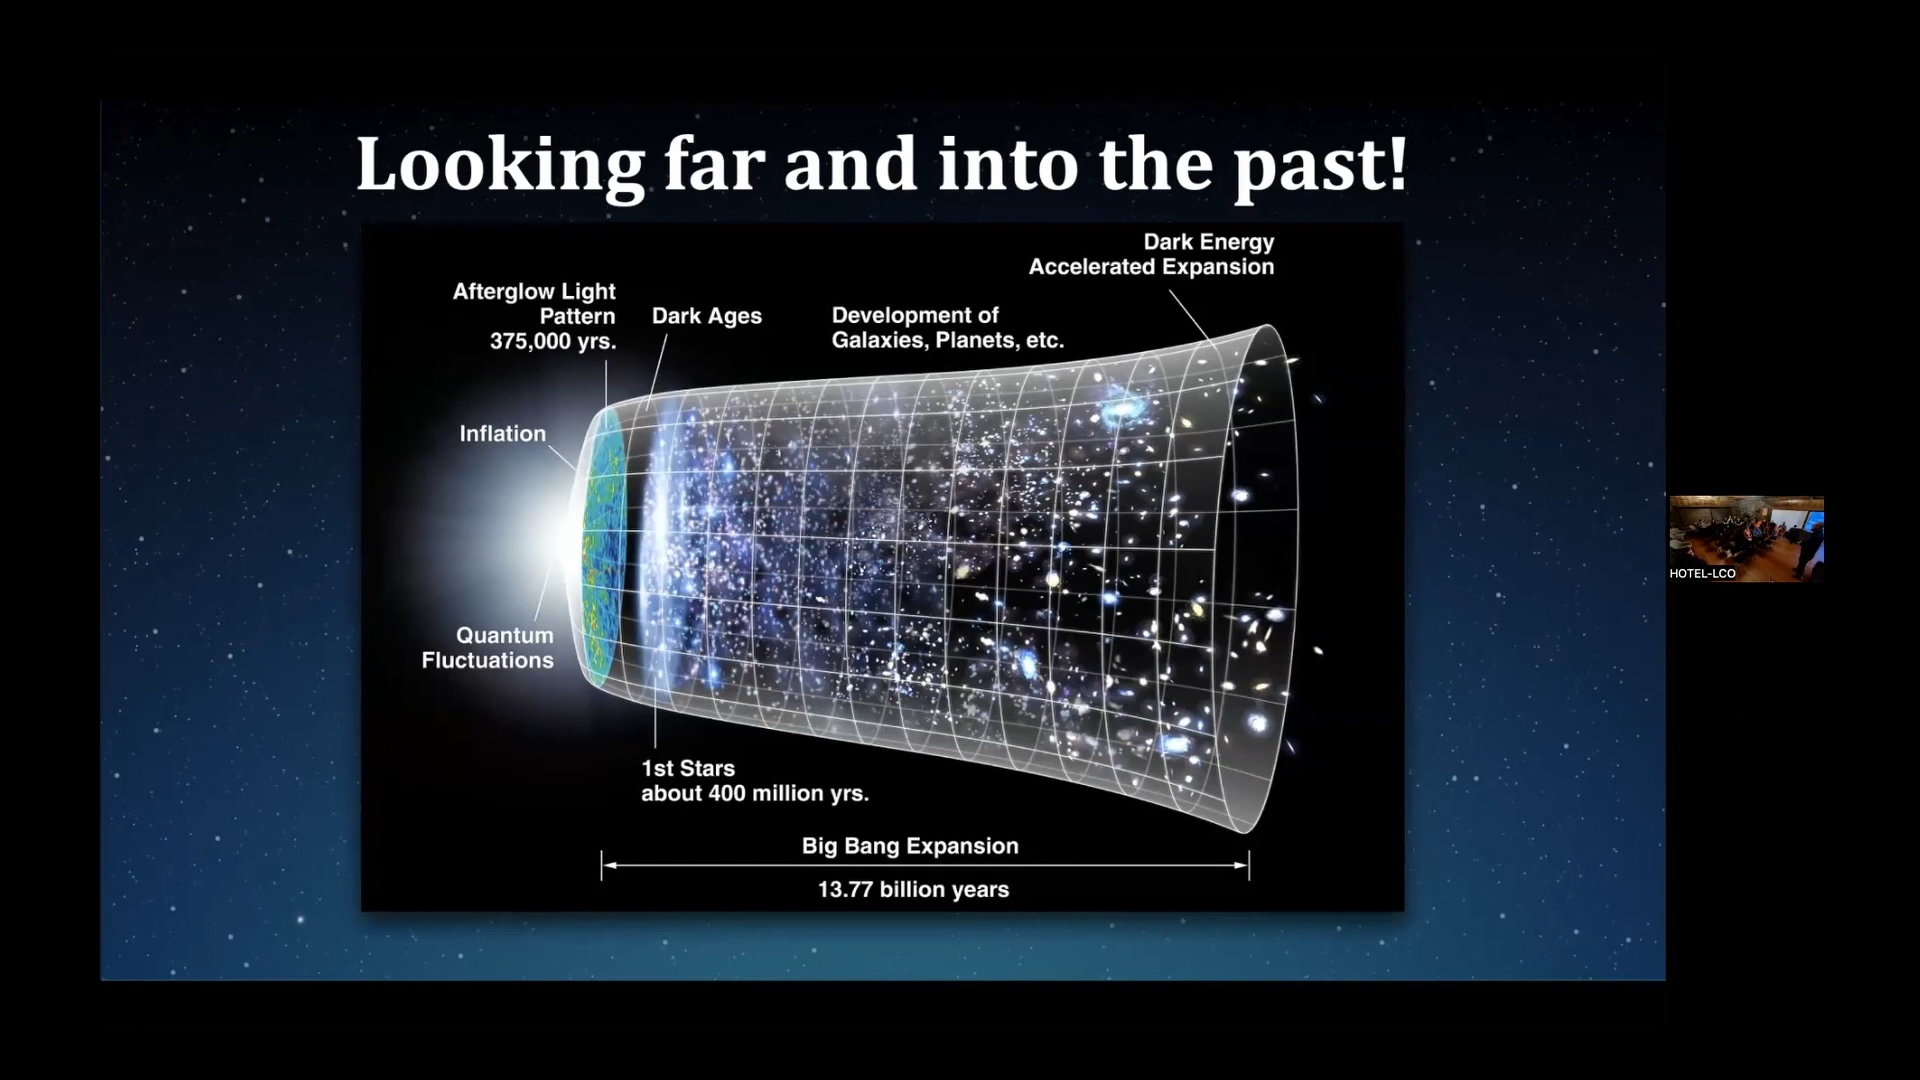 Looking far and into the past!
Dark Energy
Accelerated Expansion
Afterglow Light
Pattern
375,000 yrs.
Dark Ages
Development of
Galaxies, Planets, etc.
Inflation
Quantum
Fluctuations
1st Stars
about 400 million yrs.
Big Bang Expansion
13.77 billion years
HOTEL-LCO